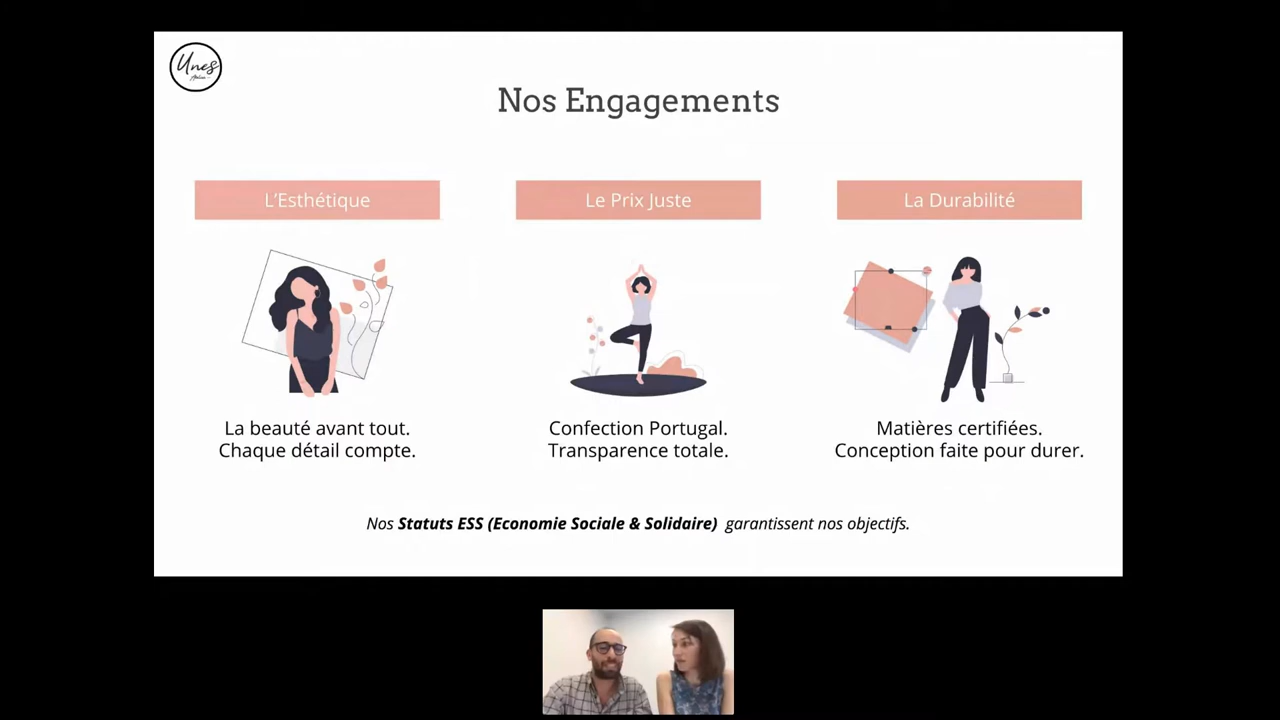 Unes
Nos Engagements
L'Esthétique
Le Prix Juste
La Durabilité
La beauté avant tout.
Chaque détail compte.
Confection Portugal.
Transparence totale.
Matières certifiées.
Conception faite pour durer.
Nos Statuts ESS (Economie Sociale & Solidaire) garantissent nos objectifs.